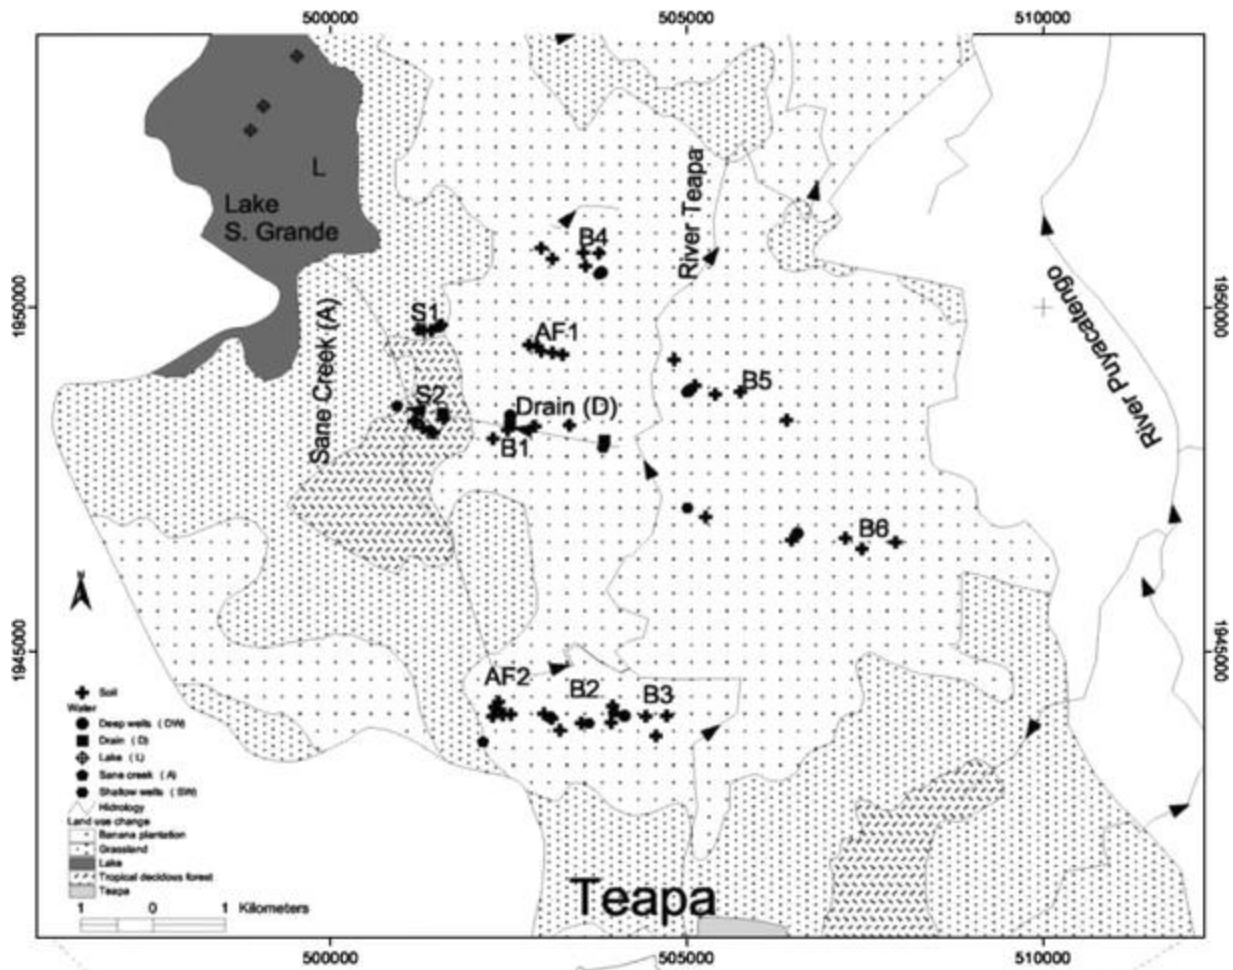 500000
505000
510000
L
Lake
S. Grande
River Teapa
B4
1950000
1950000
S1
Sane Creek (A)
AF1
River Puyacatengo
B5
S2
Drain (D)
B1
B6
N
1945000
1945000
AF2
B2
B3
Soil
Water
Deep wells ( DW)
Drain ( D)
Lake ( L)
Sane creek ( A)
Shallow wells ( SW)
Hidrology
Land use change
Banana plantation
Grassland
Lake
Tropical decidous forest
Teapa
1 0 1 Kilometers
Teapa
500000
505000
510000